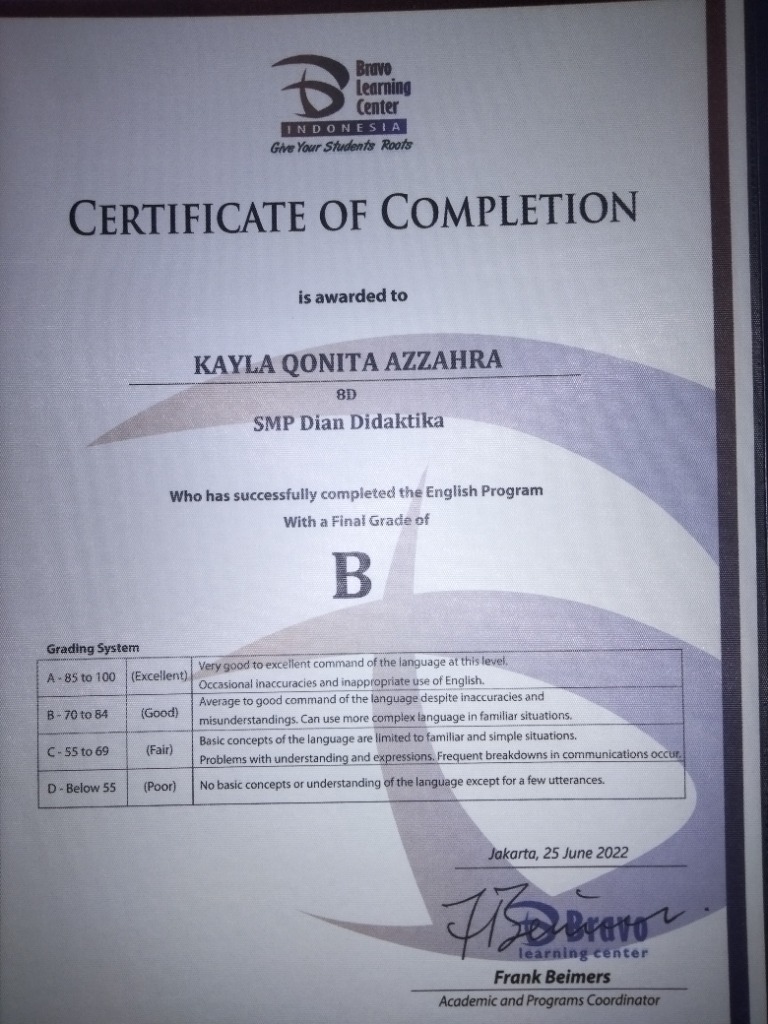 Bravo
Learning
Center
INDONESIA
Give Your Students Roots
CERTIFICATE OF COMPLETION
is awarded to
KAYLA QONITA AZZAHRA
8D
SMP Dian Didaktika
Who has successfully completed the English Program
With a Final Grade of
B
Grading System
A - 85 to 100 (Excellent) Very good to excellent command of the language at this level.
Occasional inaccuracies and inappropriate use of English.
B - 70 to 84 (Good) Average to good command of the language despite inaccuracies and
misunderstandings. Can use more complex language in familiar situations.
C - 55 to 69 (Fair) Basic concepts of the language are limited to familiar and simple situations.
Problems with understanding and expressions. Frequent breakdowns in communications occur.
D - Below 55 (Poor) No basic concepts or understanding of the language except for a few utterances.
Jakarta, 25 June 2022
Bravo
learning center
Frank Beimers
Academic and Programs Coordinator